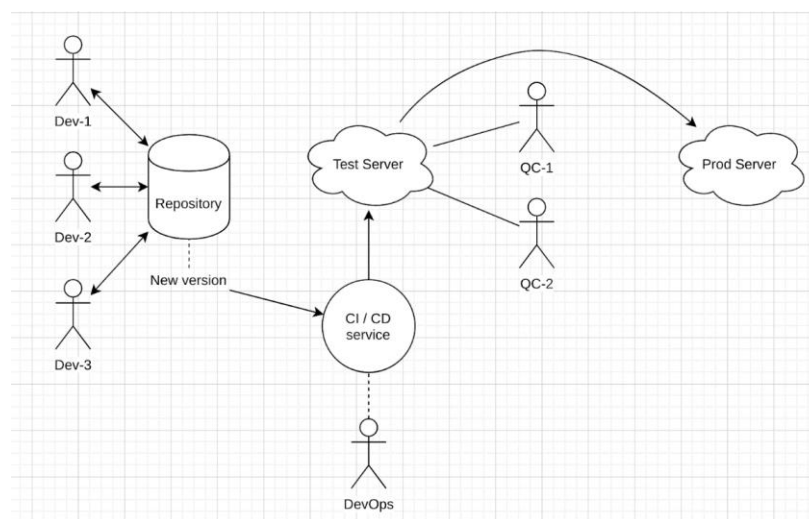 Dev-1
Dev-2
Dev-3
Repository
New version
CI / CD
service
DevOps
Test Server
QC-1
QC-2
Prod Server